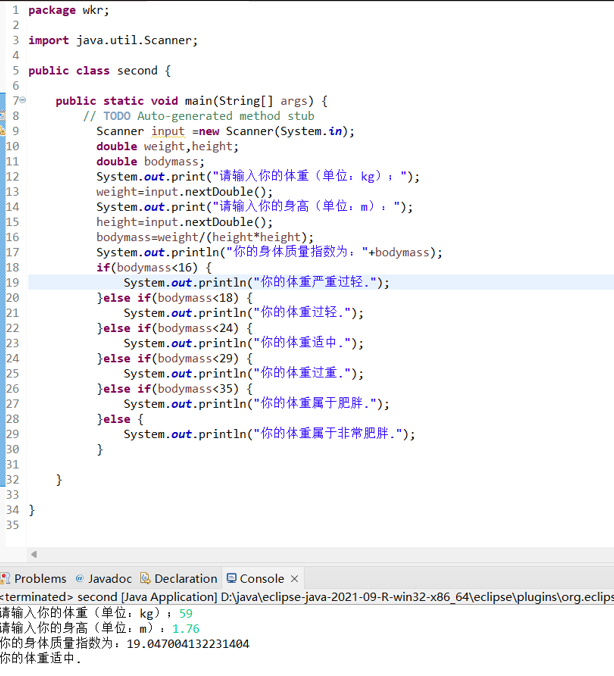 1 package wkr;
2
3 import java.util.Scanner;
4
5 public class second {
6
7 public static void main(String[] args) {
8 // TODO Auto-generated method stub
9 Scanner input =new Scanner(System.in);
10 double weight,height;
11 double bodymass;
12 System.out.print("请输入你的体重（单位：kg）；");
13 weight=input.nextDouble();
14 System.out.print("请输入你的身高（单位：m）：");
15 height=input.nextDouble();
16 bodymass=weight/(height*height);
17 System.out.println("你的身体质量指数为："+bodymass);
18 if(bodymass<16) {
19 System.out.println("你的体重严重过轻.");
20 }else if(bodymass<18) {
21 System.out.println("你的体重过轻.");
22 }else if(bodymass<24) {
23 System.out.println("你的体重适中.");
24 }else if(bodymass<29) {
25 System.out.println("你的体重过重.");
26 }else if(bodymass<35) {
27 System.out.println("你的体重属于肥胖.");
28 }else {
29 System.out.println("你的体重属于非常肥胖.");
30 }
31
32 }
33
34 }
35
Problems @ Javadoc Declaration Console
<terminated> second [Java Application] D:\java\eclipse-java-2021-09-R-win32-x86_64\eclipse\plugins\org.eclips
请输入你的体重（单位：kg）；59
请输入你的身高（单位：m）：1.76
你的身体质量指数为：19.047004132231404
你的体重适中.